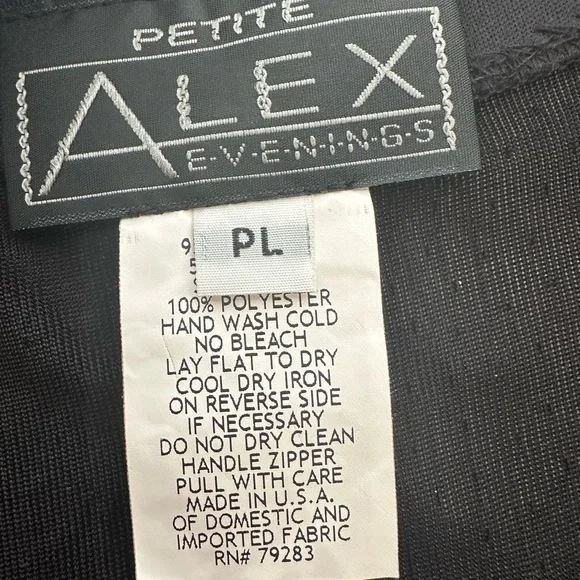 PETITE
ALEX
E·V·E·N·I·N·G·S
PL
100% POLYESTER
HAND WASH COLD
NO BLEACH
LAY FLAT TO DRY
COOL DRY IRON
ON REVERSE SIDE
IF NECESSARY
DO NOT DRY CLEAN
HANDLE ZIPPER
PULL WITH CARE
MADE IN U.S.A.
OF DOMESTIC AND
IMPORTED FABRIC
RN# 79283